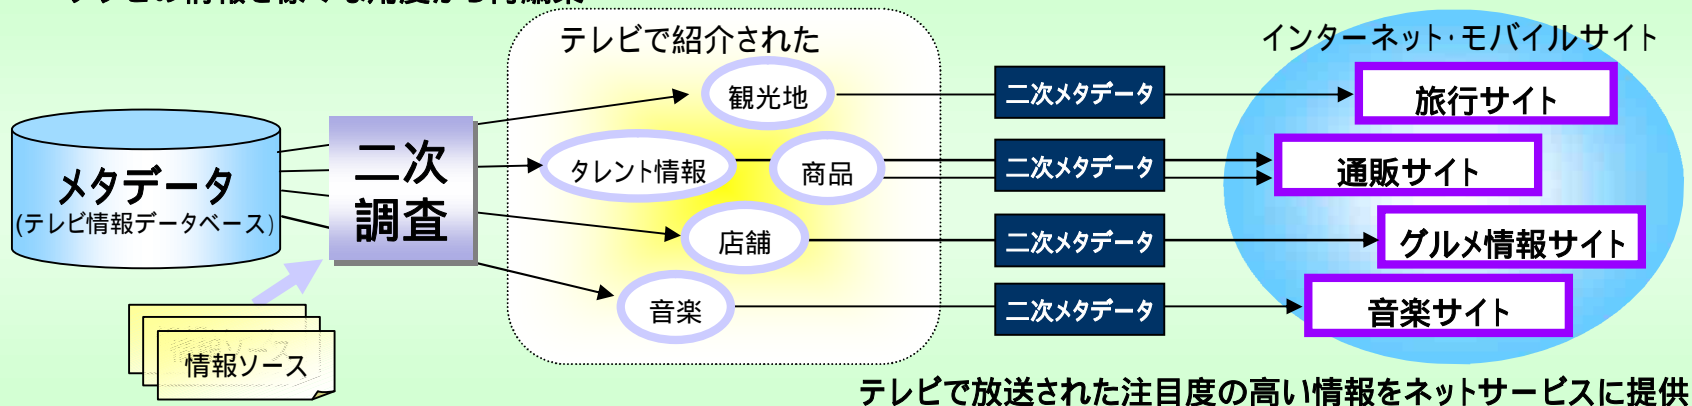 テレビで紹介された
インターネット・モバイルサイト
観光地
二次メタデータ
旅行サイト
メタデータ
(テレビ情報データベース)
二次
調査
タレント情報
商品
二次メタデータ
通販サイト
店舗
二次メタデータ
グルメ情報サイト
音楽
二次メタデータ
音楽サイト
情報ソース
テレビで放送された注目度の高い情報をネットサービスに提供